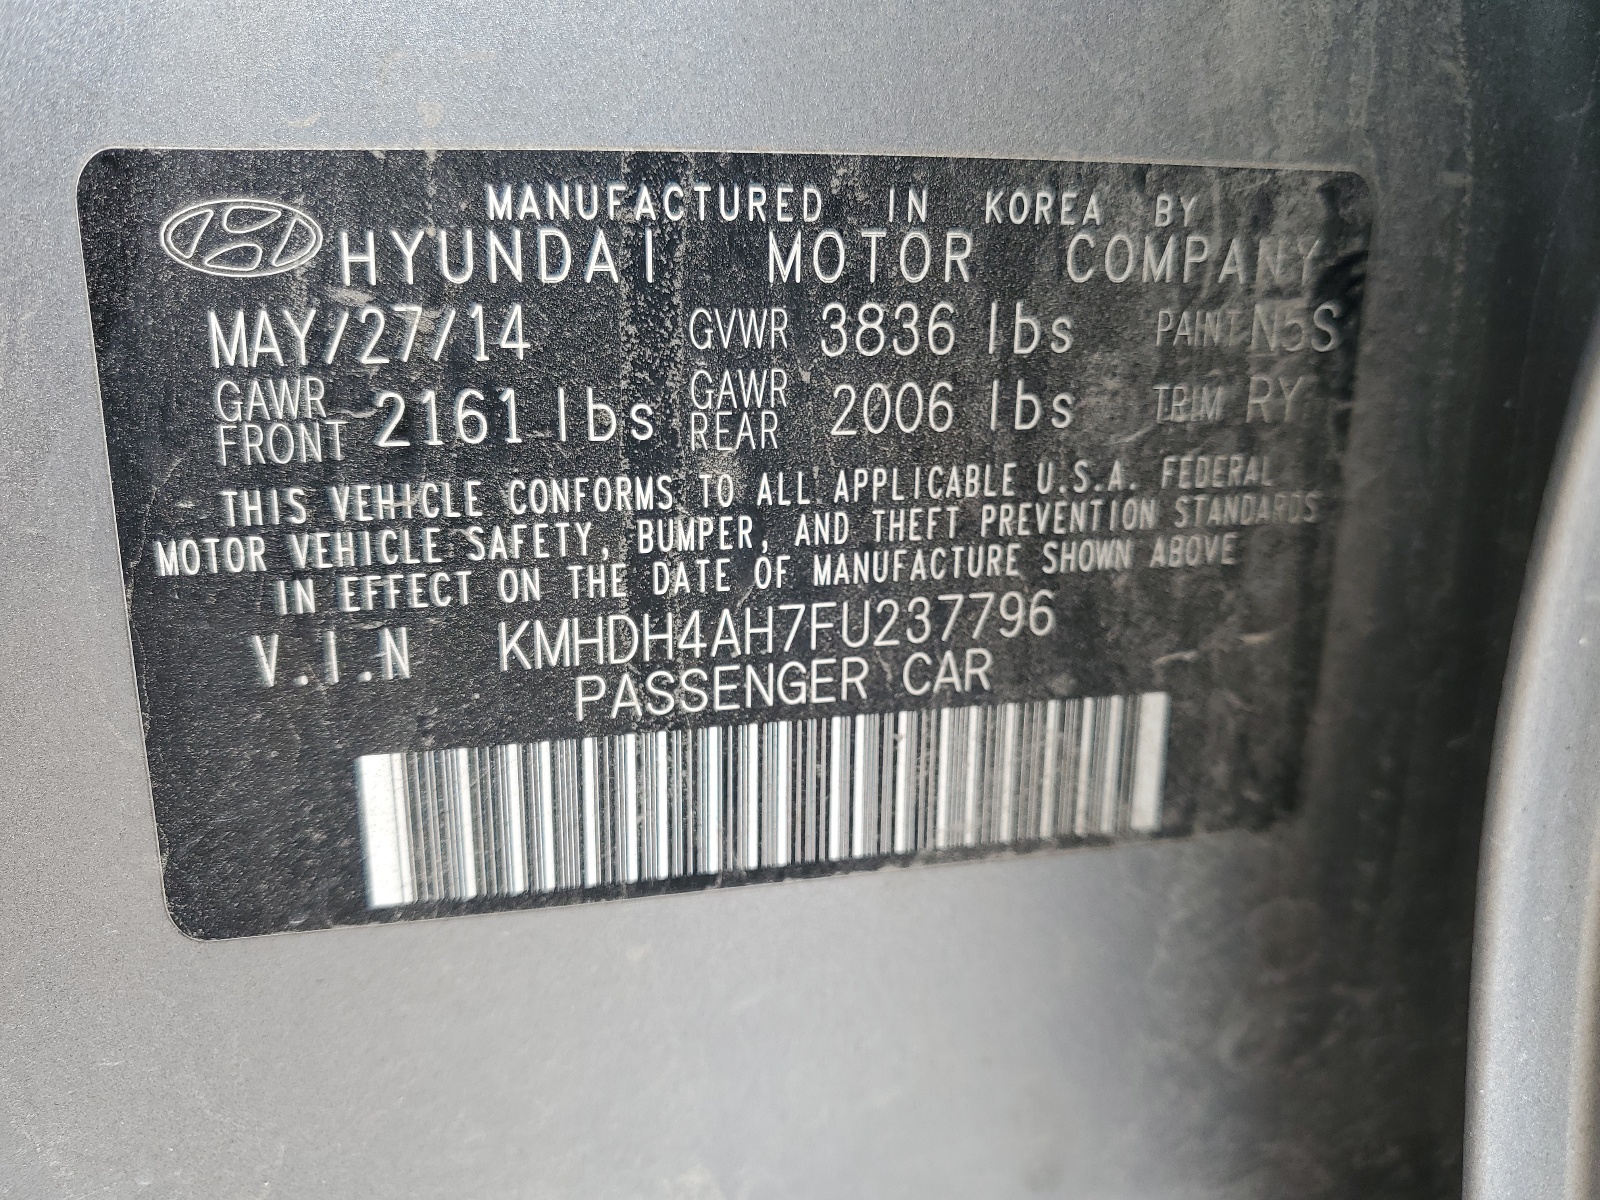 MANUFACTURED IN KOREA BY
HYUNDAI MOTOR COMPANY
MAY/27/14 GVWR 3836 lbs PAINT N5S
GAWR FRONT 2161 lbs GAWR REAR 2006 lbs TRIM RY
THIS VEHICLE CONFORMS TO ALL APPLICABLE U.S.A. FEDERAL
MOTOR VEHICLE SAFETY, BUMPER, AND THEFT PREVENTION STANDARDS
IN EFFECT ON THE DATE OF MANUFACTURE SHOWN ABOVE
V.I.N KMHDH4AH7FU237796
PASSENGER CAR